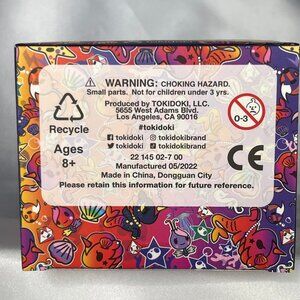 WARNING: CHOKING HAZARD.
Small parts. Not for children under 3 yrs.
Produced by TOKIDOKI, LLC.
5655 West Adams Blvd.
Los Angeles, CA 90016
#tokidoki
tokidoki tokidokibrand
tokidoki tokidokibrand
22 145 02-7 00
Manufactured 05/2022
Made in China, Dongguan City
Please retain this information for future reference.
Recycle
Ages
8+
0-3
CE